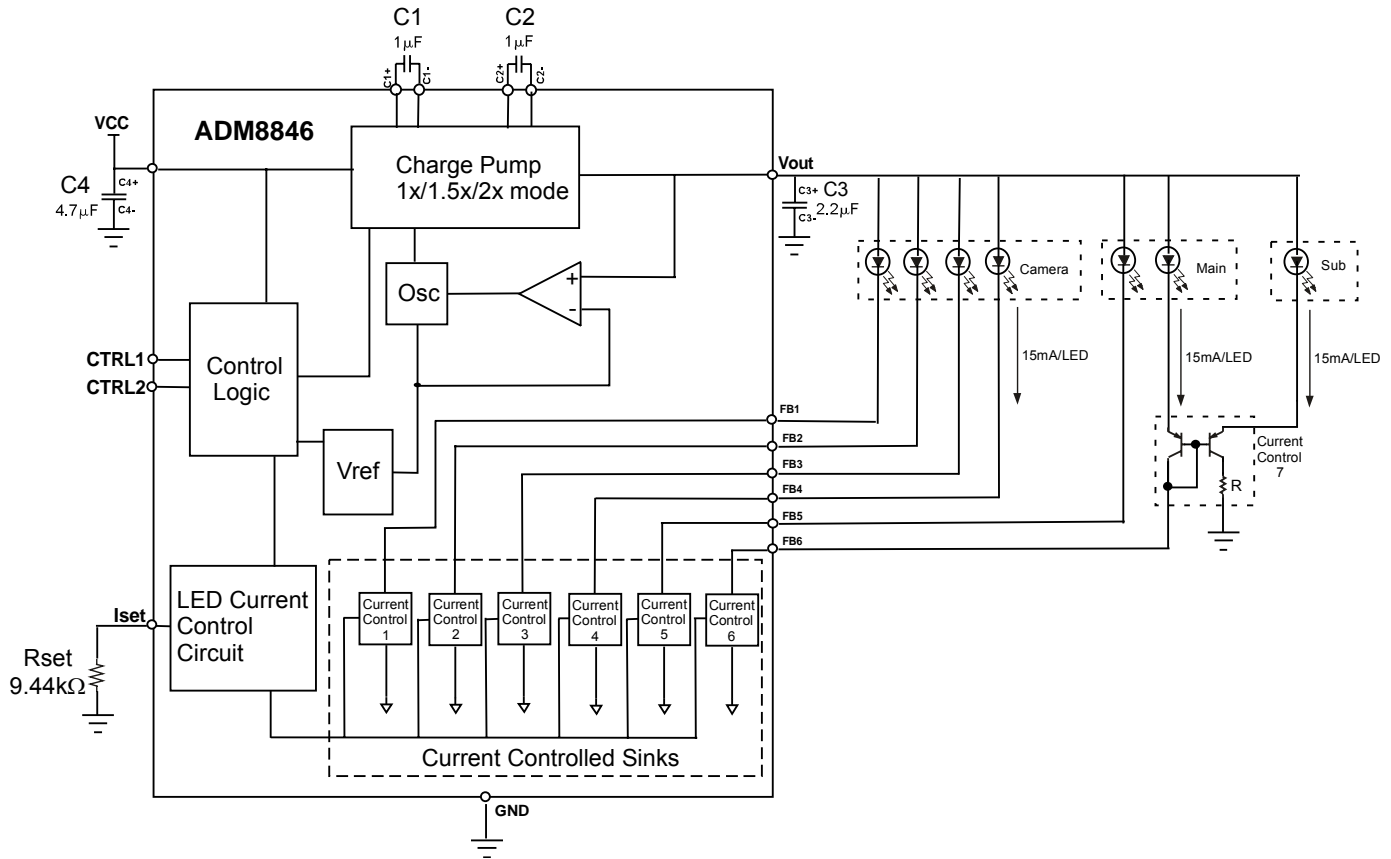 C1
1μF
C2
1μF
C1+
C1-
C2+
C2-
VCC
ADM8846
Charge Pump
1x/1.5x/2x mode
Vout
C4
4.7μF
C4+
C4-
C3+
C3
2.2μF
C3-
Camera
Main
Sub
Osc
+
-
CTRL1
CTRL2
Control
Logic
15mA/LED
15mA/LED
15mA/LED
Vref
FB1
FB2
FB3
FB4
FB5
FB6
Current
Control
7
R
LED Current
Control
Circuit
Iset
Rset
9.44kΩ
Current
Control
1
Current
Control
2
Current
Control
3
Current
Control
4
Current
Control
5
Current
Control
6
Current Controlled Sinks
GND